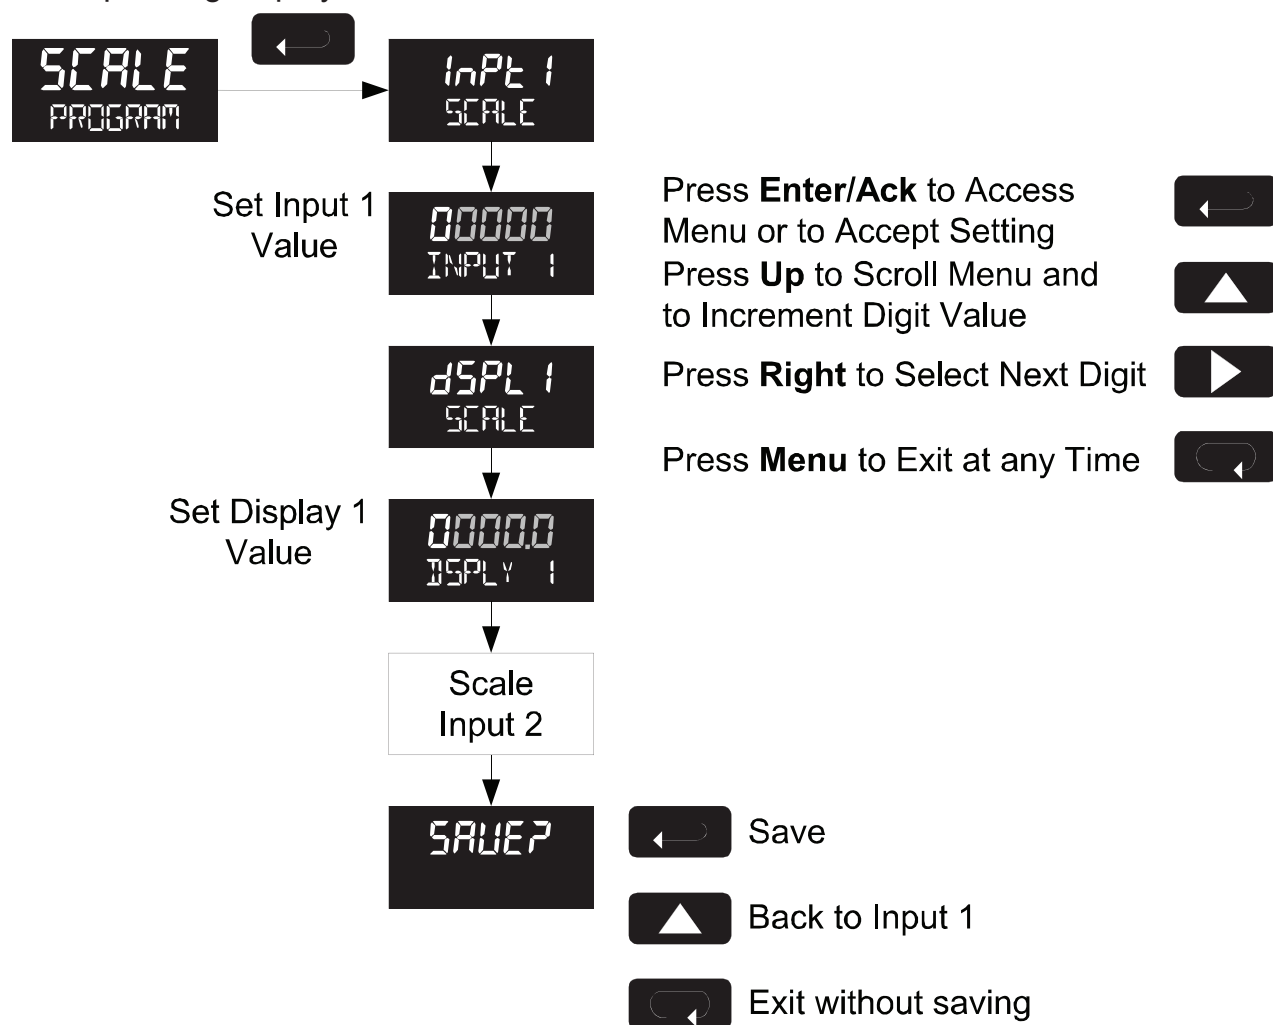 SCALE
PROGRAM
InPt 1
SCALE
Set Input 1
Value
00000
INPUT 1
dSPL 1
SCALE
Set Display 1
Value
0000.0
DSPLY 1
Scale
Input 2
SAVE?
Press Enter/Ack to Access
Menu or to Accept Setting
Press Up to Scroll Menu and
to Increment Digit Value
Press Right to Select Next Digit
Press Menu to Exit at any Time
Save
Back to Input 1
Exit without saving